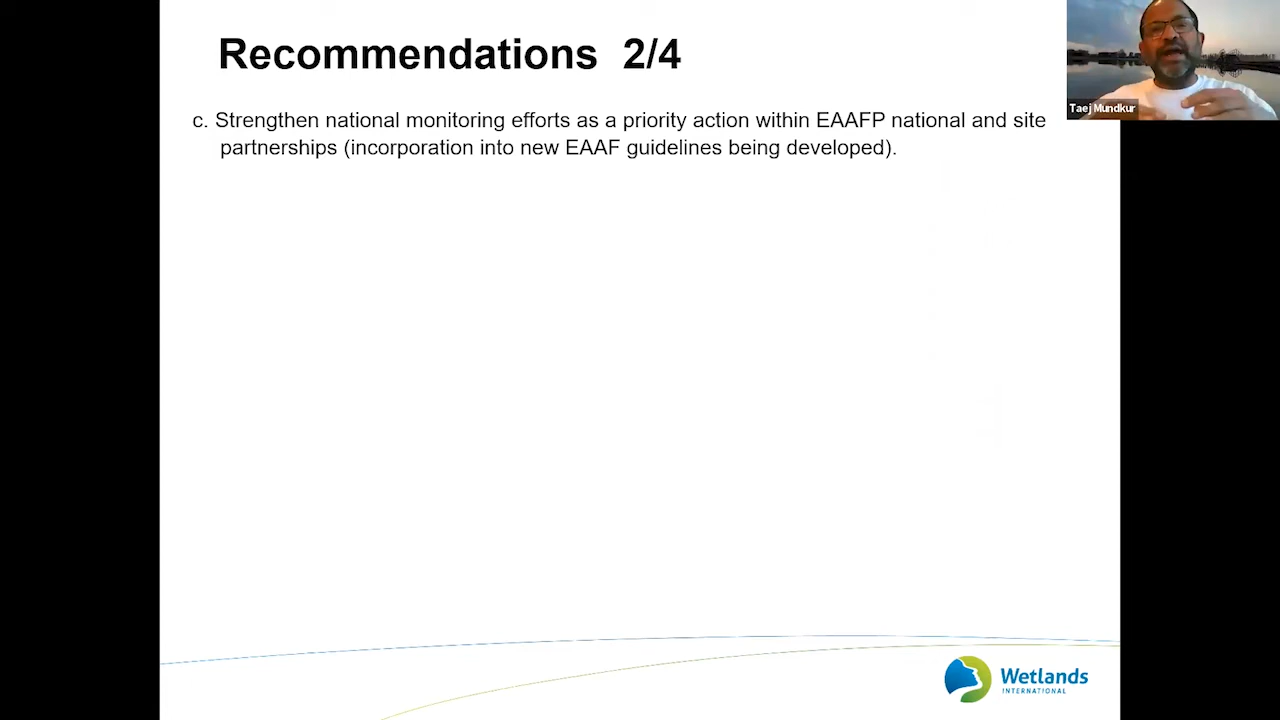 Recommendations 2/4
Taej Mundkur
c. Strengthen national monitoring efforts as a priority action within EAAFP national and site
partnerships (incorporation into new EAAF guidelines being developed).
Wetlands
INTERNATIONAL